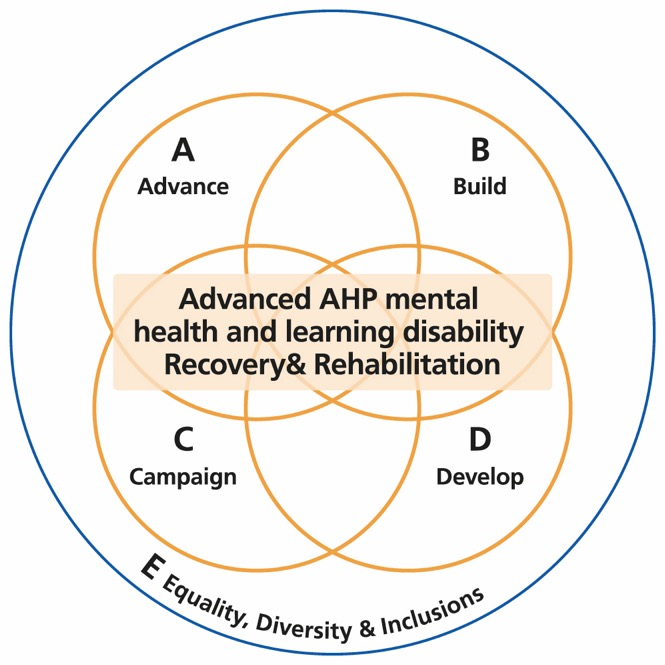 A
Advance
B
Build
Advanced AHP mental
health and learning disability
Recovery& Rehabilitation
C
Campaign
D
Develop
E Equality, Diversity & Inclusions